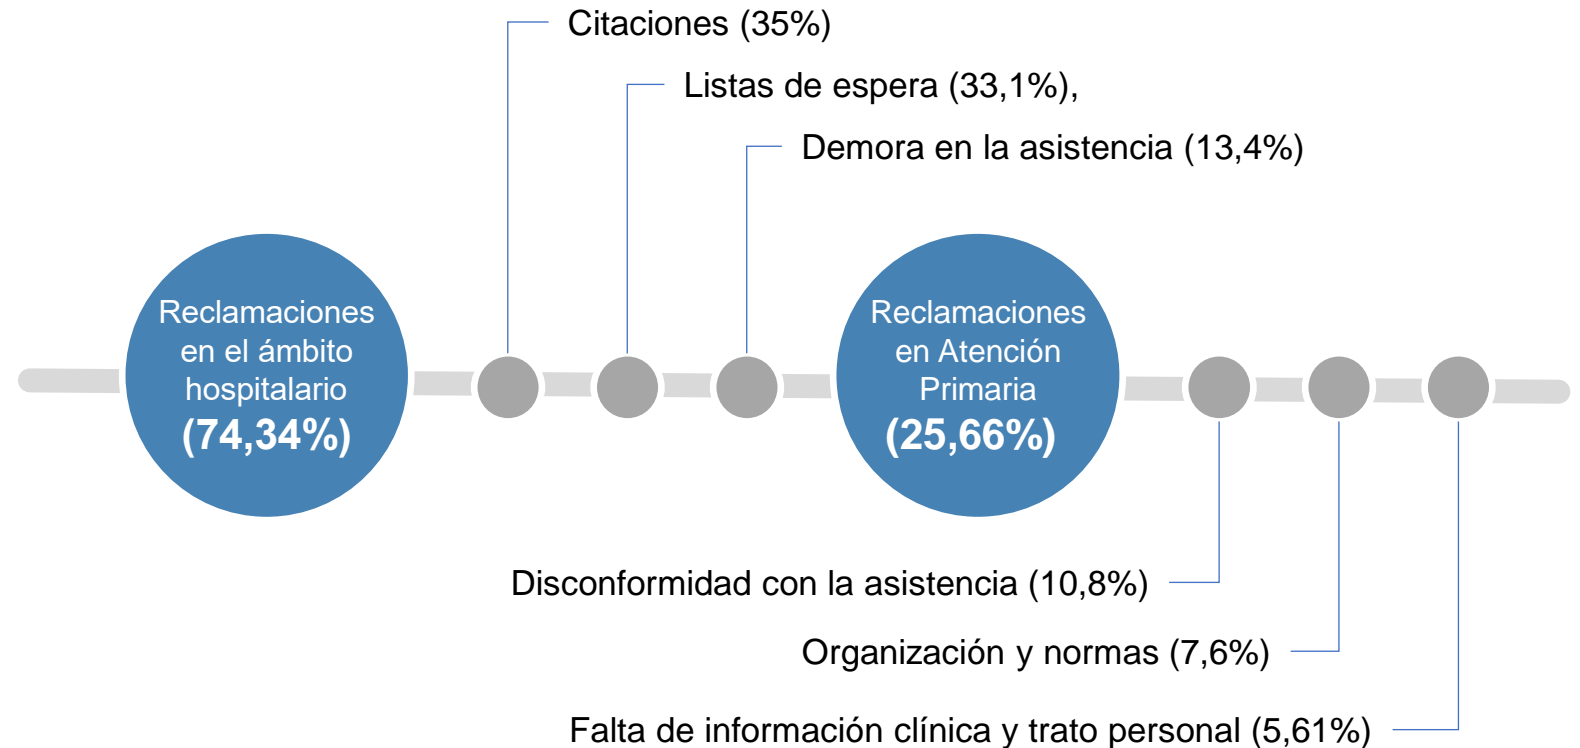 Citaciones (35%)
Listas de espera (33,1%),
Demora en la asistencia (13,4%)
Reclamaciones
en el ámbito
hospitalario
(74,34%)
Reclamaciones
en Atención
Primaria
(25,66%)
Disconformidad con la asistencia (10,8%)
Organización y normas (7,6%)
Falta de información clínica y trato personal (5,61%)